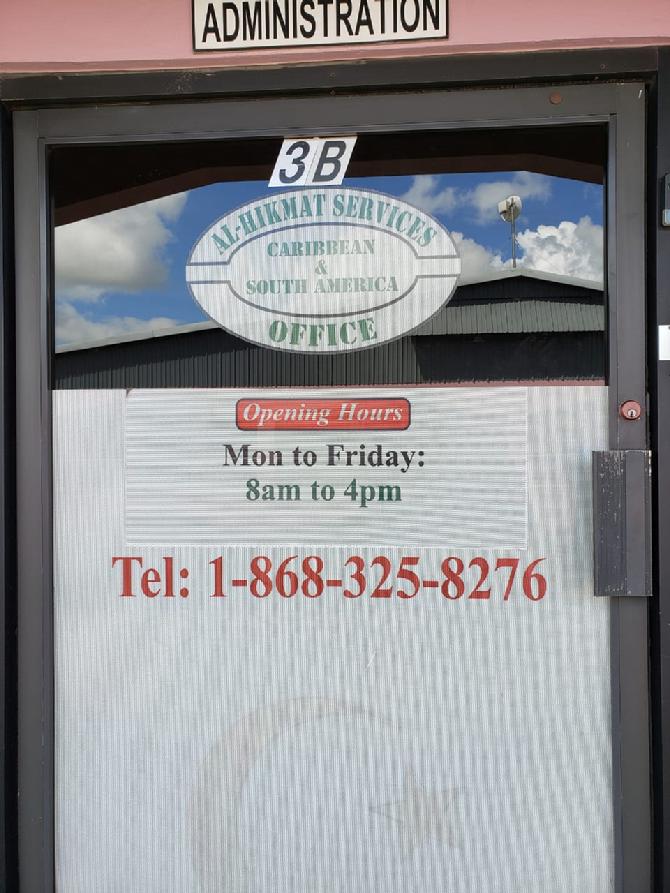 ADMINISTRATION
3B
AL-HIKMAT SERVICES
CARIBBEAN
&
SOUTH AMERICA
OFFICE
Opening Hours
Mon to Friday:
8am to 4pm
Tel: 1-868-325-8276